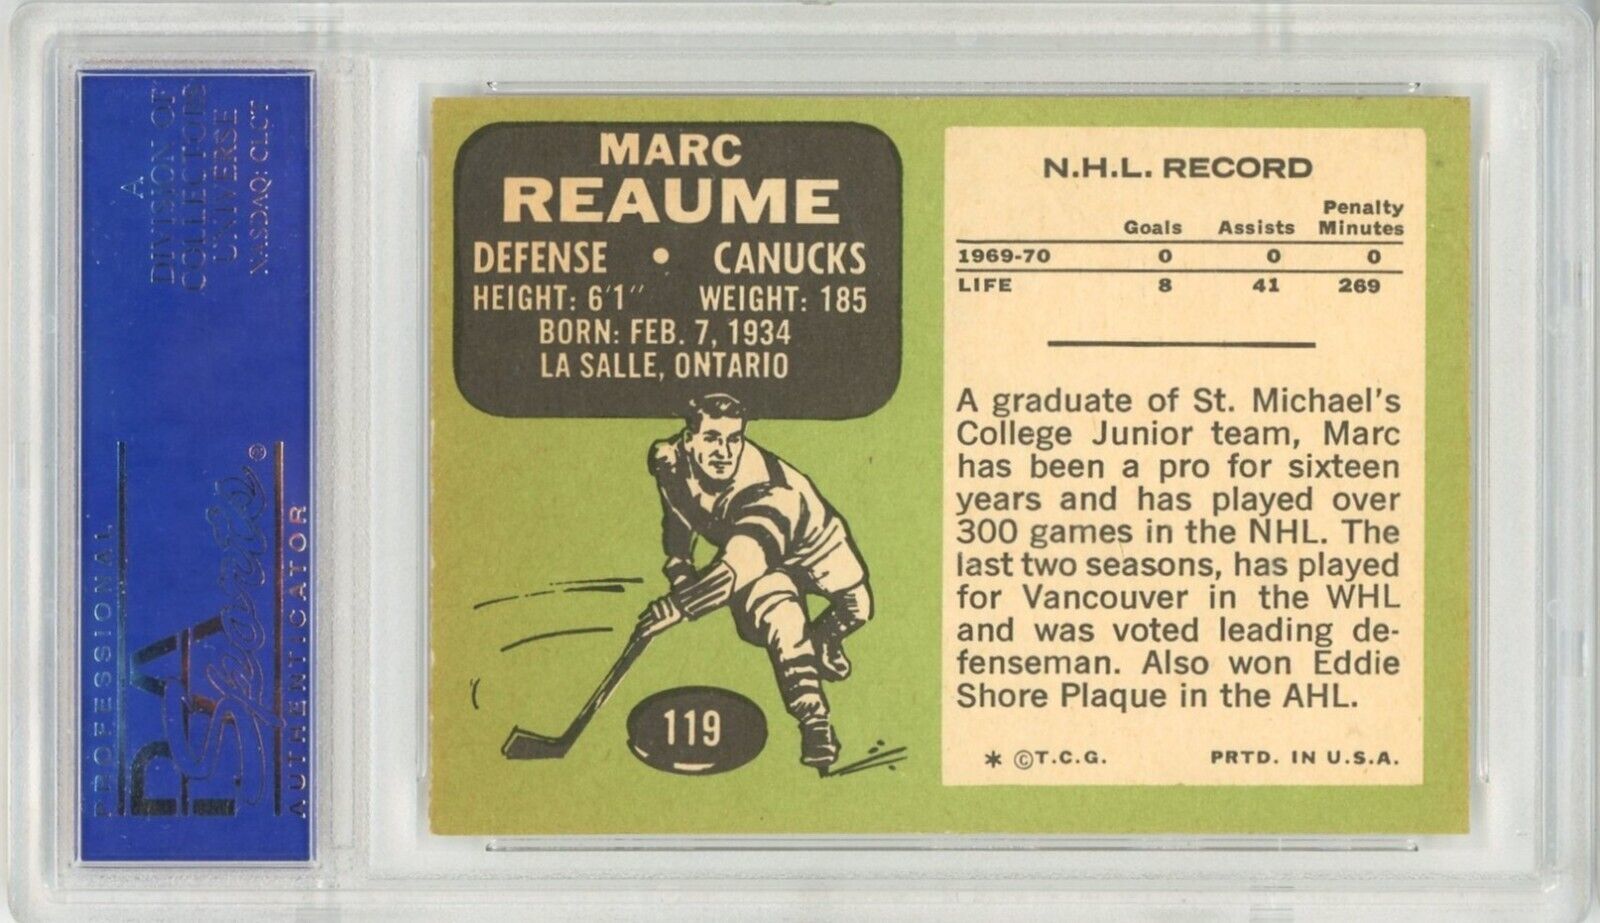 A
DIVISION OF
COLLECTORS
UNIVERSE
NASDAQ: CLCT
PROFESSIONAL
PSA
Sports®
AUTHENTICATOR
MARC
REAUME
DEFENSE • CANUCKS
HEIGHT: 6'1" WEIGHT: 185
BORN: FEB. 7, 1934
LA SALLE, ONTARIO
119
N.H.L. RECORD
Goals Assists Penalty Minutes
1969-70 0 0 0
LIFE 8 41 269
A graduate of St. Michael's
College Junior team, Marc
has been a pro for sixteen
years and has played over
300 games in the NHL. The
last two seasons, has played
for Vancouver in the WHL
and was voted leading de-
fenseman. Also won Eddie
Shore Plaque in the AHL.
* ©T.C.G. PRTD. IN U.S.A.